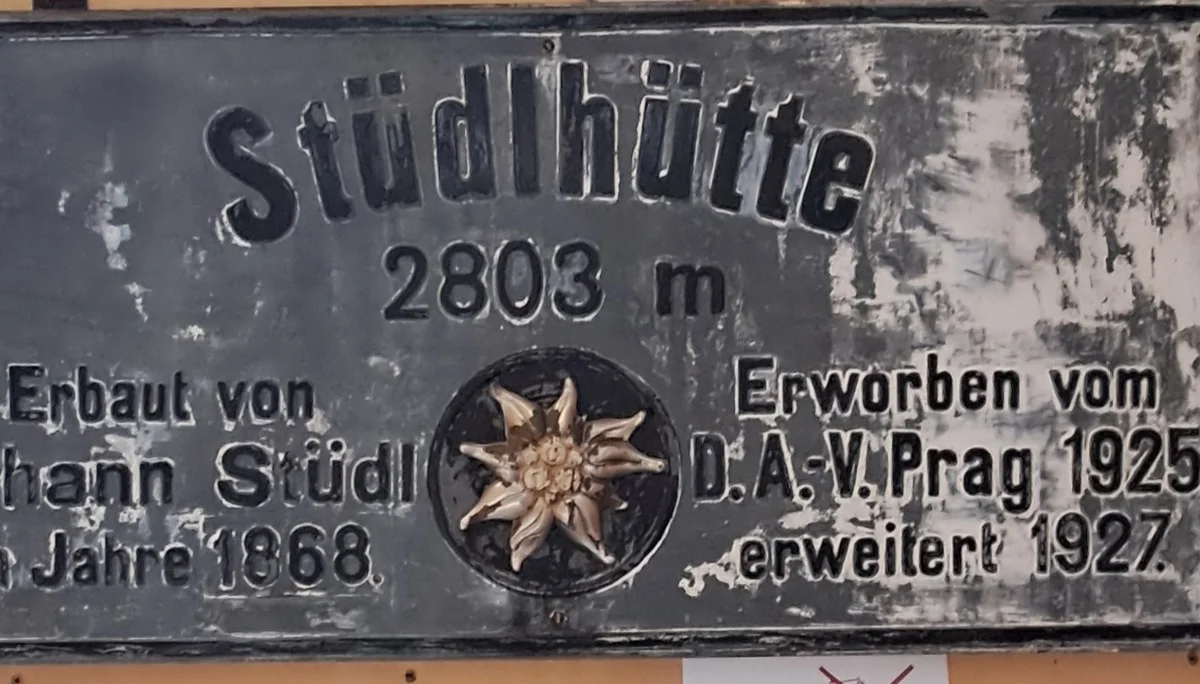 Stüdlhütte
2803 m
Erbaut von
hann Stüdl
Jahre 1868.
Erworben vom
D.A.-V. Prag 1925
erweitert 1927.